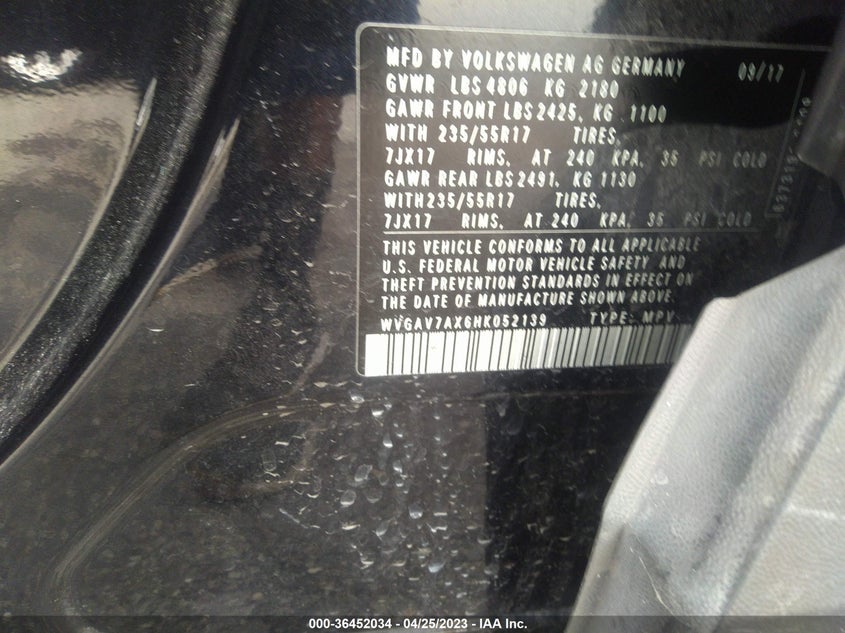 MFD BY VOLKSWAGEN AG GERMANY 09/17
GVWR LBS 4806 KG 2180
GAWR FRONT LBS 2425, KG 1100
WITH 235/55R17 TIRES,
7JX17 RIMS, AT 240 KPA, 35 PSI COLD
GAWR REAR LBS 2491, KG 1130
WITH 235/55R17 TIRES,
7JX17 RIMS, AT 240 KPA, 35 PSI COLD
THIS VEHICLE CONFORMS TO ALL APPLICABLE
U.S. FEDERAL MOTOR VEHICLE SAFETY AND
THEFT PREVENTION STANDARDS IN EFFECT ON
THE DATE OF MANUFACTURE SHOWN ABOVE.
WVGAV7AX6HK052139 TYPE: MPV
000-36452034 - 04/25/2023 - IAA Inc.